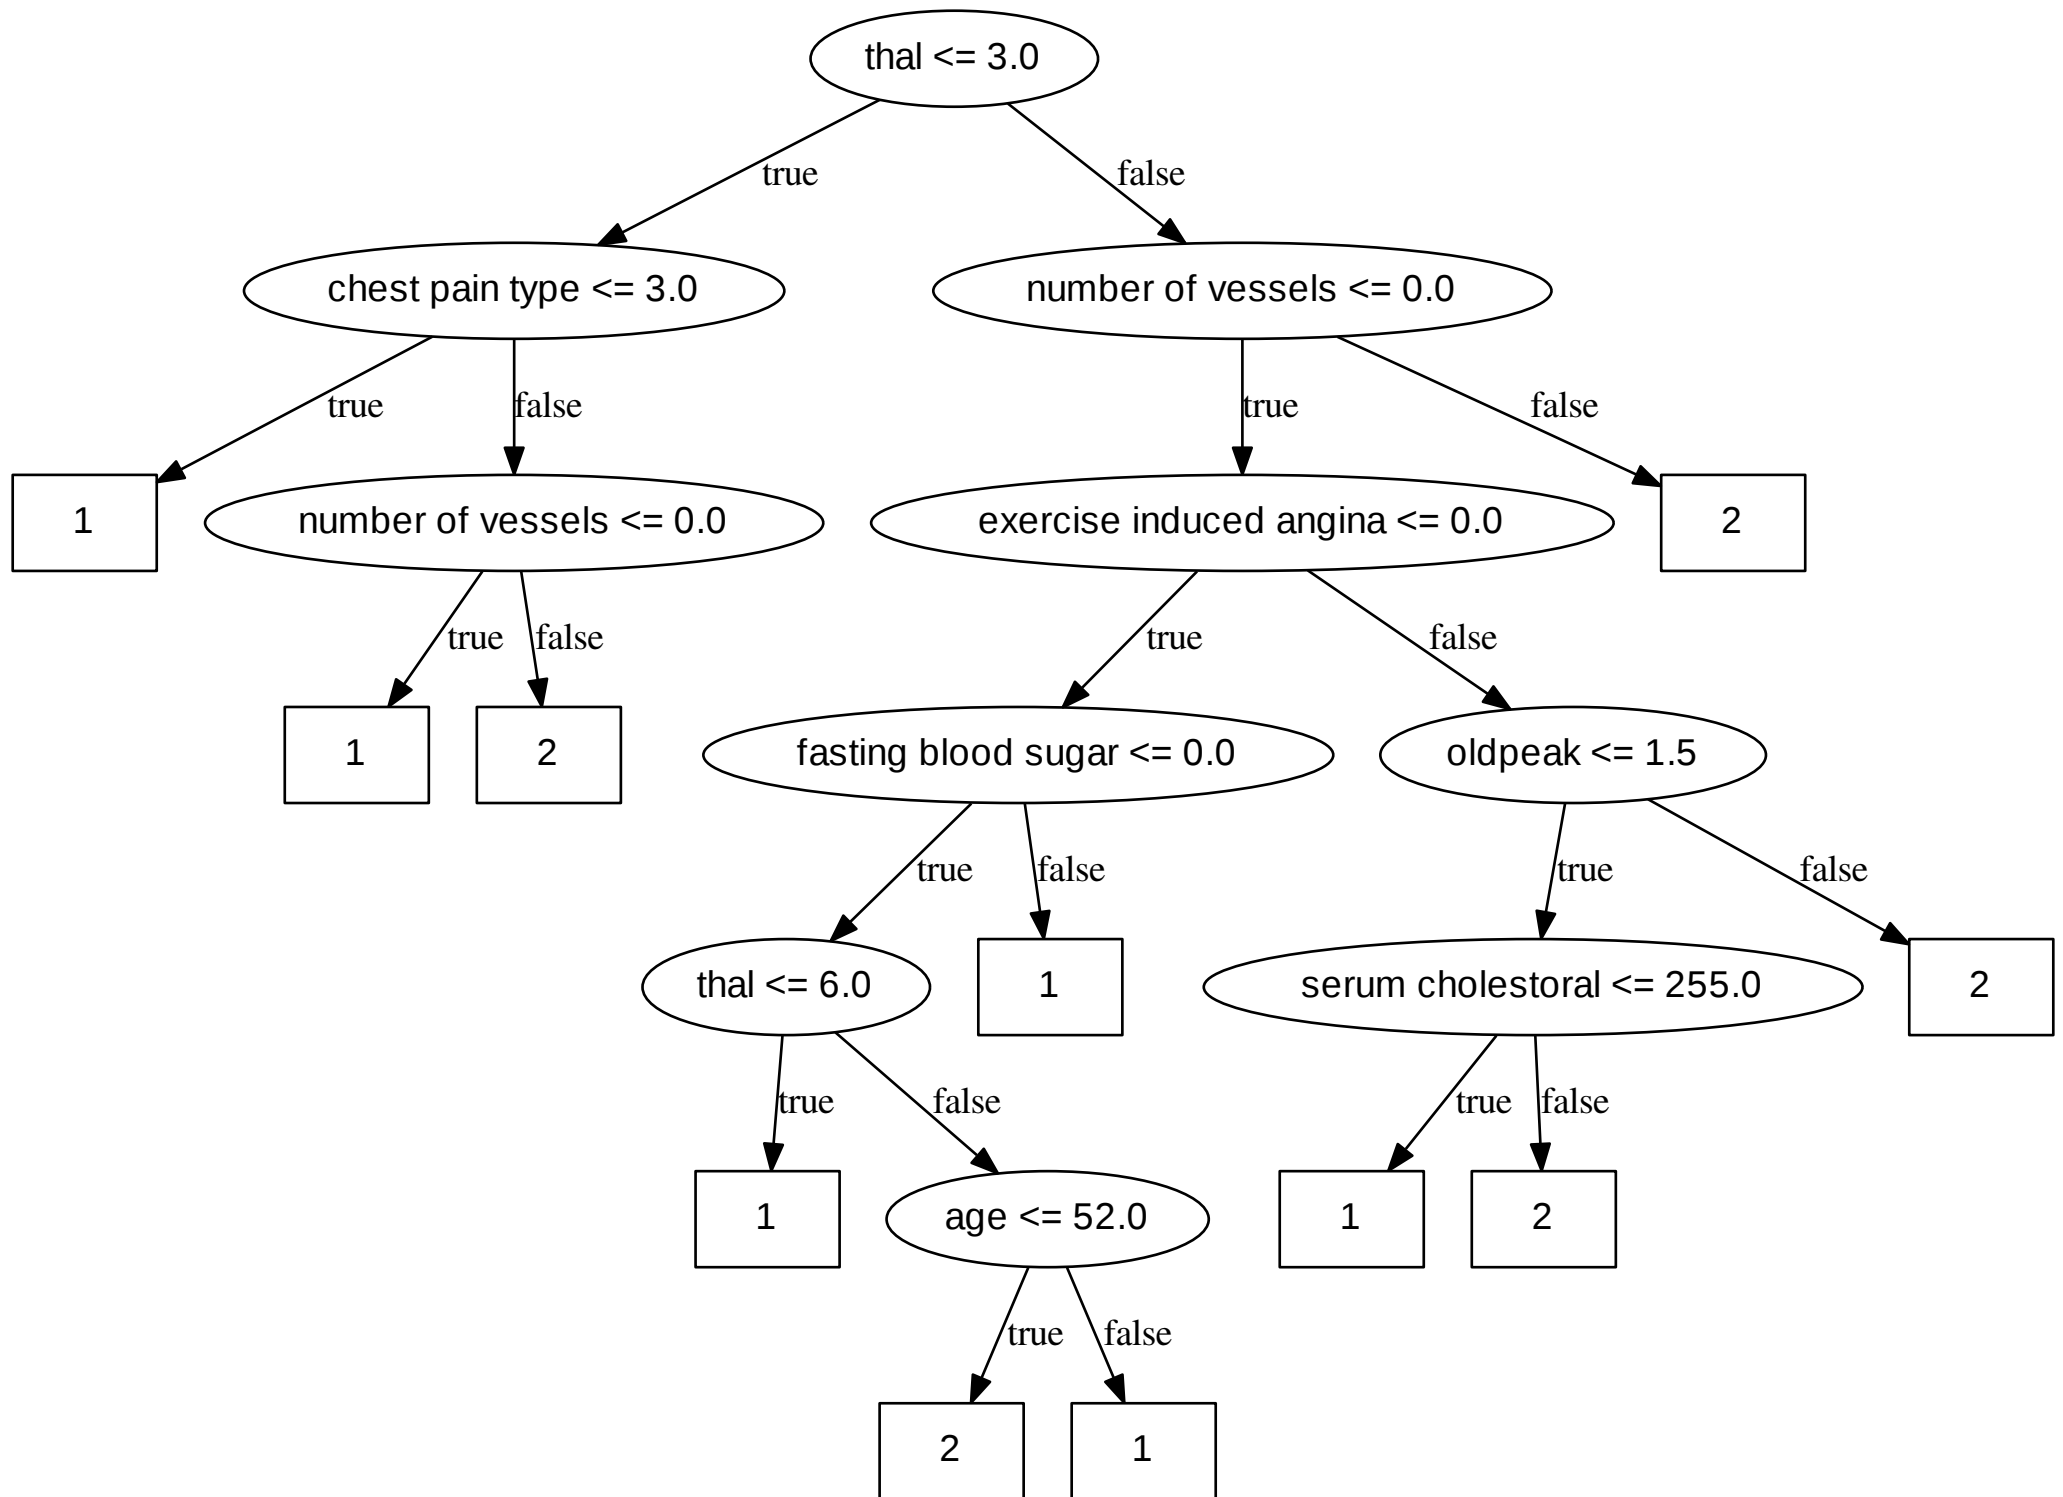 thal <= 3.0
true
false
chest pain type <= 3.0
number of vessels <= 0.0
true
false
true
false
1
number of vessels <= 0.0
exercise induced angina <= 0.0
2
true
false
true
false
1
2
fasting blood sugar <= 0.0
oldpeak <= 1.5
true
false
true
false
thal <= 6.0
1
serum cholestoral <= 255.0
2
true
false
true
false
1
age <= 52.0
1
2
true
false
2
1